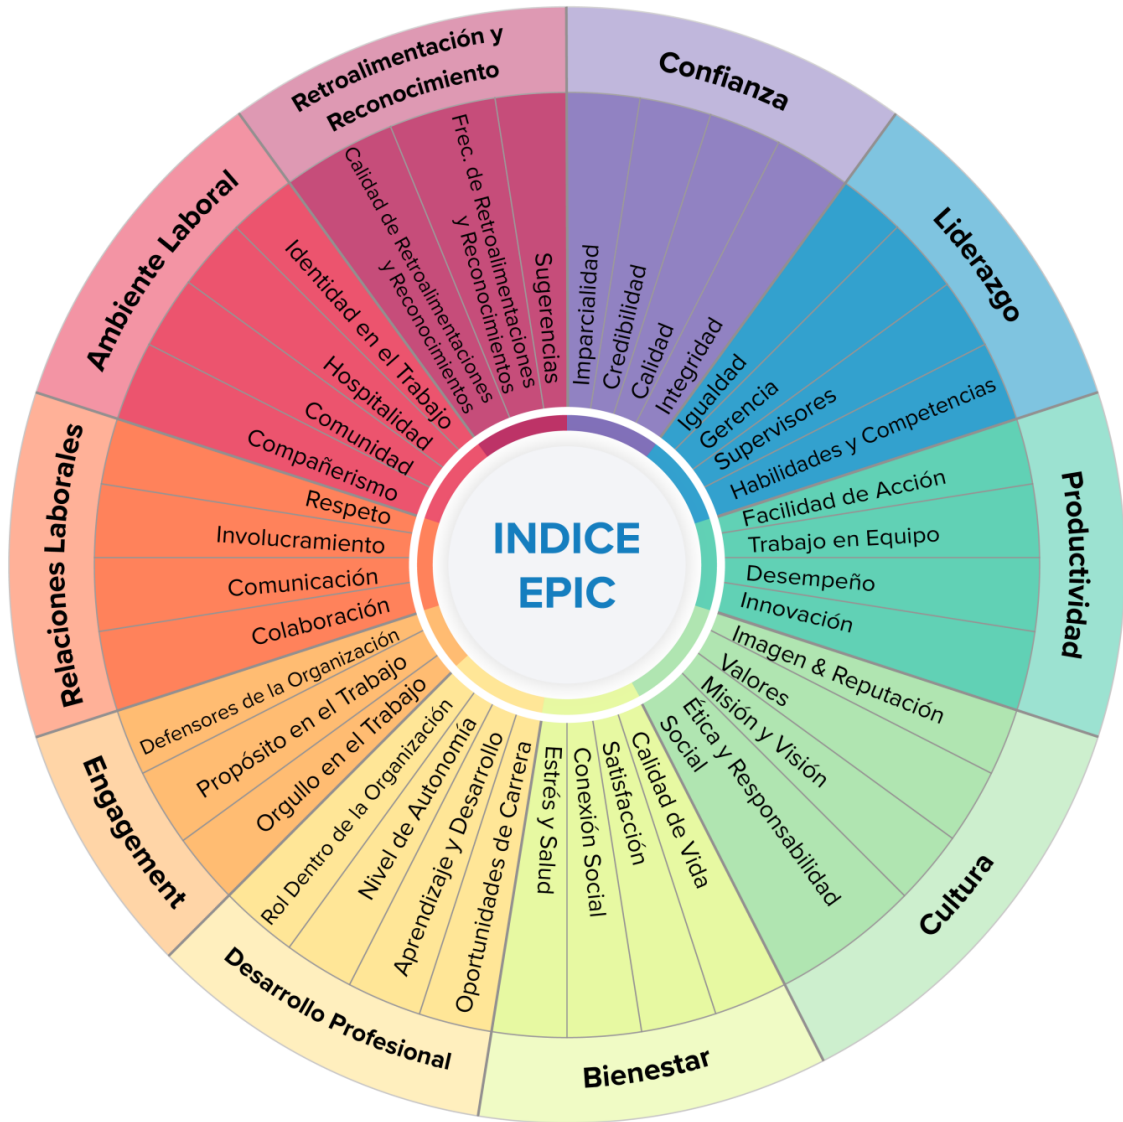 INDICE
EPIC
Confianza
Imparcialidad
Credibilidad
Calidad
Integridad
Liderazgo
Igualdad
Gerencia
Supervisores
Habilidades y Competencias
Productividad
Facilidad de Acción
Trabajo en Equipo
Desempeño
Innovación
Cultura
Imagen & Reputación
Valores
Misión y Visión
Ética y Responsabilidad
Social
Bienestar
Calidad de Vida
Satisfacción
Conexión Social
Estrés y Salud
Desarrollo Profesional
Oportunidades de Carrera
Aprendizaje y Desarrollo
Nivel de Autonomía
Rol Dentro de la Organización
Engagement
Orgullo en el Trabajo
Propósito en el Trabajo
Defensores de la Organización
Relaciones Laborales
Colaboración
Comunicación
Involucramiento
Respeto
Ambiente Laboral
Compañerismo
Comunidad
Hospitalidad
Identidad en el Trabajo
Retroalimentación y
Reconocimiento
Calidad de Retroalimentaciones
y Reconocimientos
Frec. de Retroalimentaciones
y Reconocimientos
Sugerencias